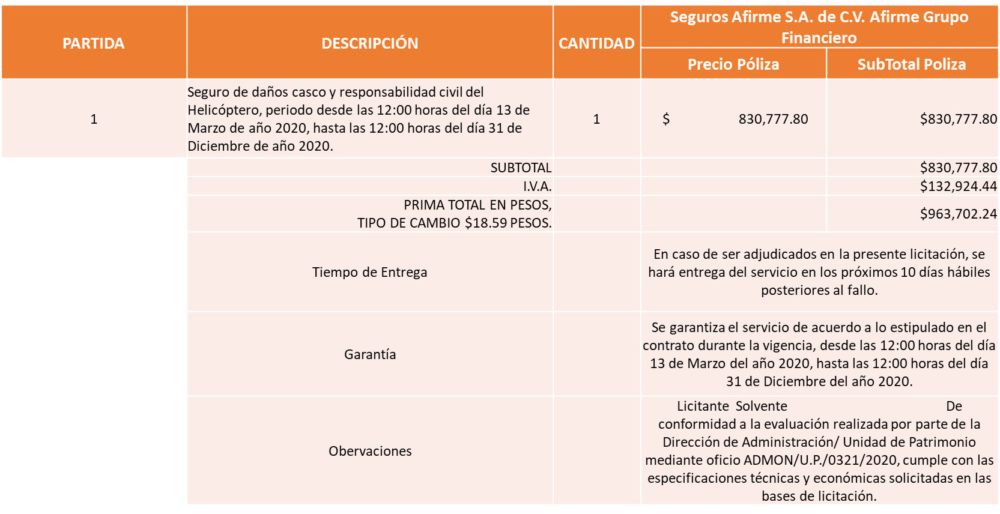 PARTIDA
DESCRIPCIÓN
CANTIDAD
Seguros Afirme S.A. de C.V. Afirme Grupo
Financiero
Precio Póliza
SubTotal Poliza
1
Seguro de daños casco y responsabilidad civil del
Helicóptero, periodo desde las 12:00 horas del día 13 de
Marzo de año 2020, hasta las 12:00 horas del día 31 de
Diciembre de año 2020.
1
$ 830,777.80
$830,777.80
SUBTOTAL
$830,777.80
I.V.A.
$132,924.44
PRIMA TOTAL EN PESOS,
TIPO DE CAMBIO $18.59 PESOS.
$963,702.24
Tiempo de Entrega
En caso de ser adjudicados en la presente licitación, se
hará entrega del servicio en los próximos 10 días hábiles
posteriores al fallo.
Garantía
Se garantiza el servicio de acuerdo a lo estipulado en el
contrato durante la vigencia, desde las 12:00 horas del día
13 de Marzo del año 2020, hasta las 12:00 horas del día
31 de Diciembre del año 2020.
Obervaciones
Licitante Solvente De
conformidad a la evaluación realizada por parte de la
Dirección de Administración/ Unidad de Patrimonio
mediante oficio ADMON/U.P./0321/2020, cumple con las
especificaciones técnicas y económicas solicitadas en las
bases de licitación.